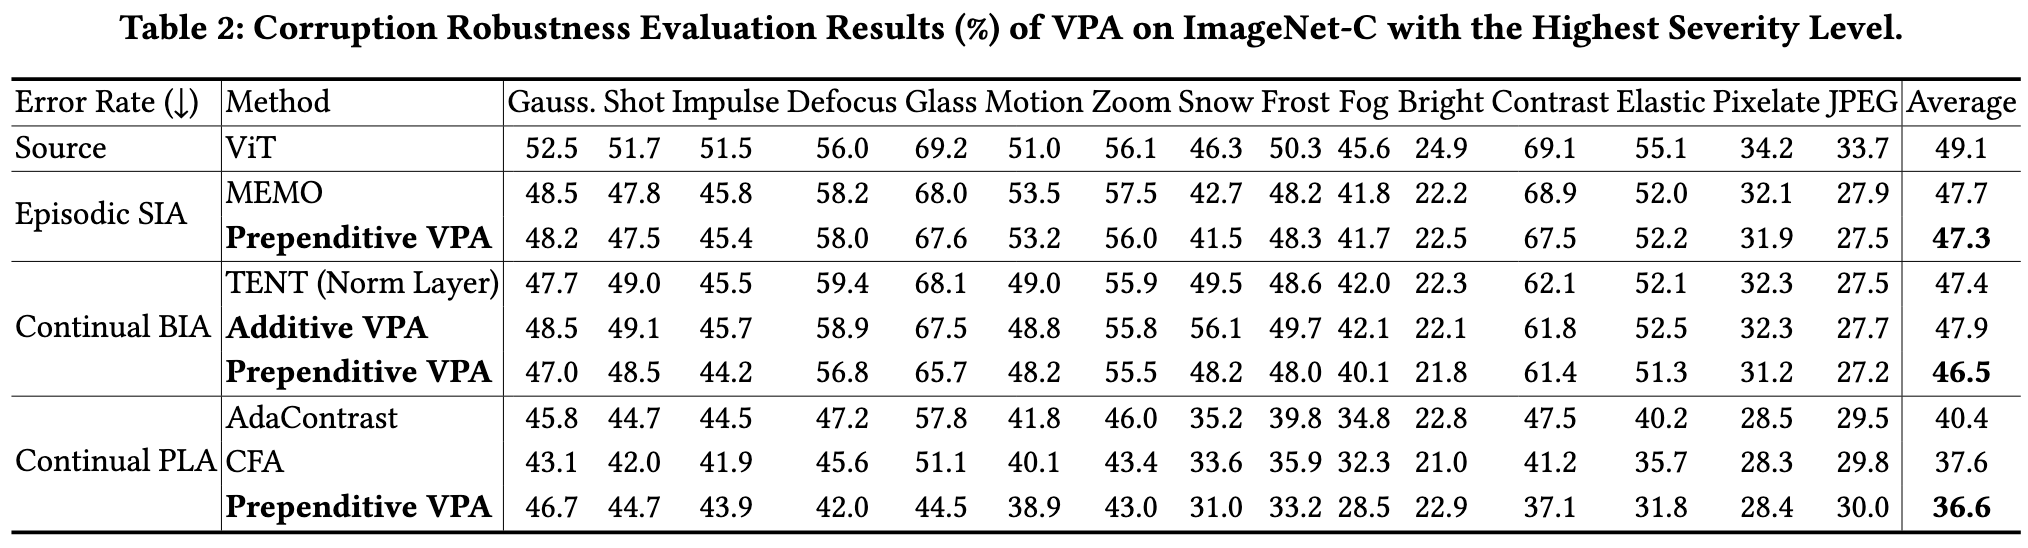 Table 2: Corruption Robustness Evaluation Results (%) of VPA on ImageNet-C with the Highest Severity Level.
Error Rate (↓) Method Gauss. Shot Impulse Defocus Glass Motion Zoom Snow Frost Fog Bright Contrast Elastic Pixelate JPEG Average
Source ViT 52.5 51.7 51.5 56.0 69.2 51.0 56.1 46.3 50.3 45.6 24.9 69.1 55.1 34.2 33.7 49.1
Episodic SIA
MEMO 48.5 47.8 45.8 58.2 68.0 53.5 57.5 42.7 48.2 41.8 22.2 68.9 52.0 32.1 27.9 47.7
Prependitive VPA 48.2 47.5 45.4 58.0 67.6 53.2 56.0 41.5 48.3 41.7 22.5 67.5 52.2 31.9 27.5 47.3
Continual BIA
TENT (Norm Layer) 47.7 49.0 45.5 59.4 68.1 49.0 55.9 49.5 48.6 42.0 22.3 62.1 52.1 32.3 27.5 47.4
Additive VPA 48.5 49.1 45.7 58.9 67.5 48.8 55.8 56.1 49.7 42.1 22.1 61.8 52.5 32.3 27.7 47.9
Prependitive VPA 47.0 48.5 44.2 56.8 65.7 48.2 55.5 48.2 48.0 40.1 21.8 61.4 51.3 31.2 27.2 46.5
Continual PLA
AdaContrast 45.8 44.7 44.5 47.2 57.8 41.8 46.0 35.2 39.8 34.8 22.8 47.5 40.2 28.5 29.5 40.4
CFA 43.1 42.0 41.9 45.6 51.1 40.1 43.4 33.6 35.9 32.3 21.0 41.2 35.7 28.3 29.8 37.6
Prependitive VPA 46.7 44.7 43.9 42.0 44.5 38.9 43.0 31.0 33.2 28.5 22.9 37.1 31.8 28.4 30.0 36.6